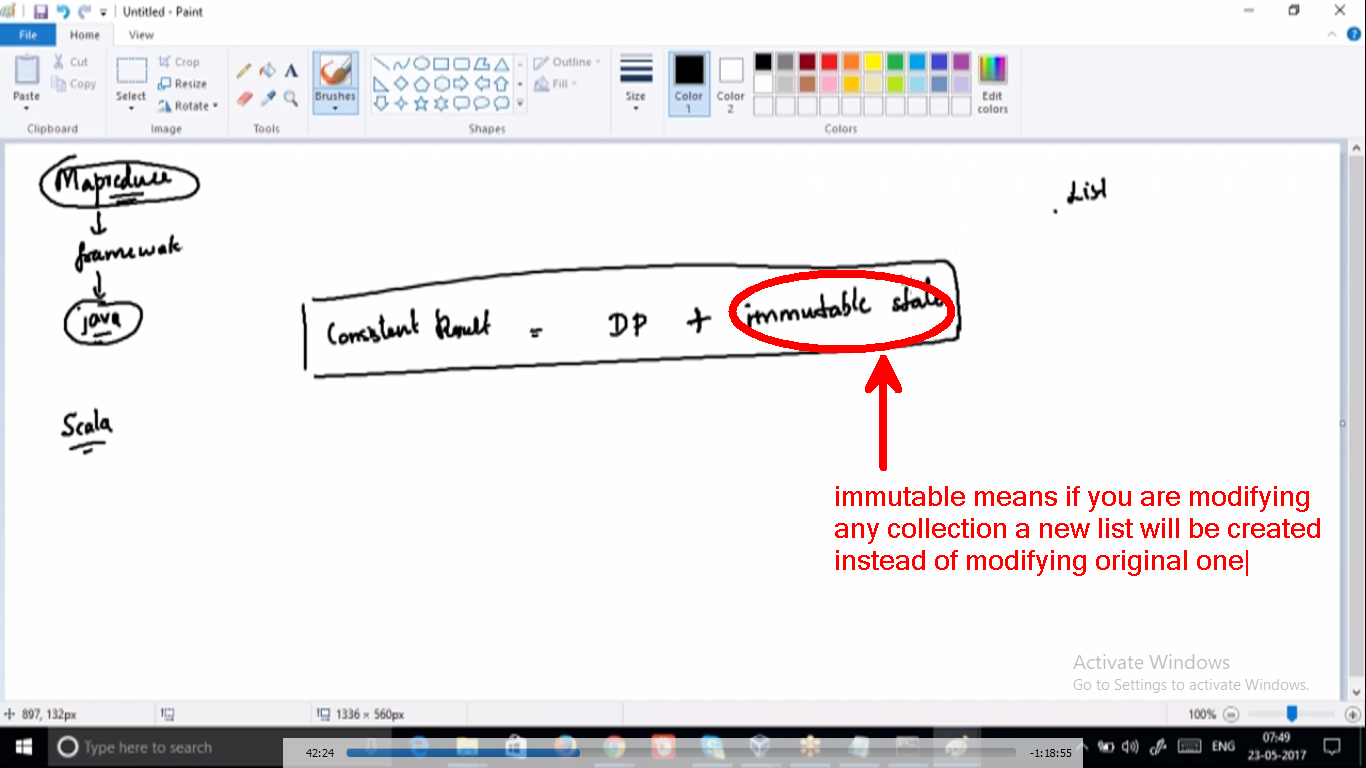 Untitled - Paint
File Home View
Paste
Cut
Copy
Clipboard
Select
Crop
Resize
Rotate
Image
Tools
Brushes
Shapes
Outline
Fill
Size
Color 1
Color 2
Edit colors
Colors
Mapreduce
framewok
java
Scala
List
Consistent Result = DP + immutable state
immutable means if you are modifying
any collection a new list will be created
instead of modifying original one
Activate Windows
Go to Settings to activate Windows.
897, 132px
1336 × 560px
100%
Type here to search
42:24
-1:18:55
ENG
07:49
23-05-2017